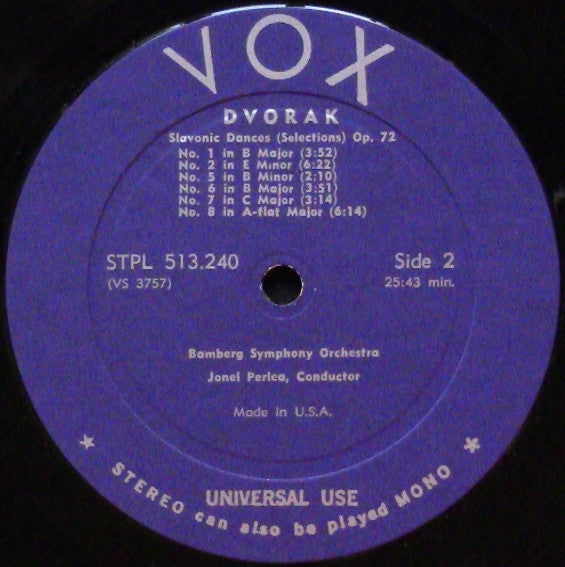 VOX
DVORAK
Slavonic Dances (Selections) Op. 72
No. 1 in B Major (3:52)
No. 2 in E Minor (6:22)
No. 5 in B Minor (2:10)
No. 6 in B Major (3:51)
No. 7 in C Major (3:14)
No. 8 in A-flat Major (6:14)
STPL 513.240 Side 2
(VS 3757) 25:43 min.
Bamberg Symphony Orchestra
Jonel Perlea, Conductor
Made in U.S.A.
UNIVERSAL USE
* STEREO can also be played MONO *